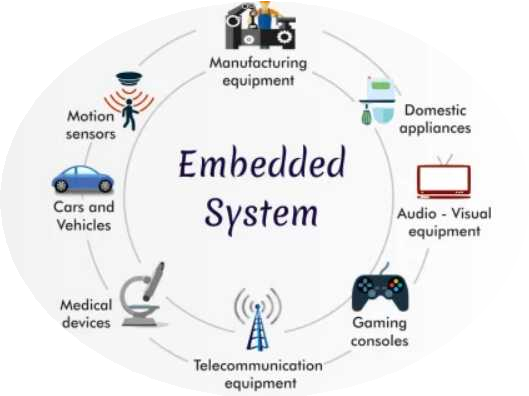 Manufacturing
equipment
Motion
sensors
Domestic
appliances
Embedded
System
Cars and
Vehicles
Audio - Visual
equipment
Medical
devices
Gaming
consoles
Telecommunication
equipment